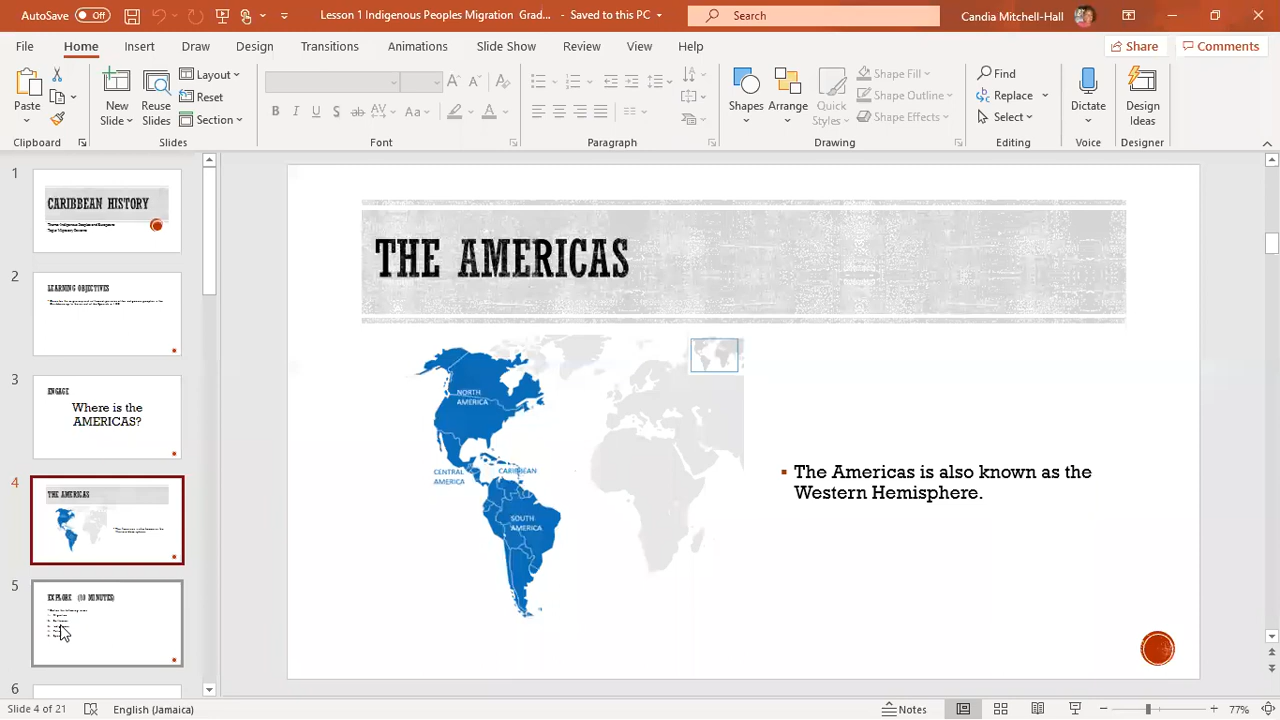 AutoSave Off Lesson 1 Indigenous Peoples Migration Grad... - Saved to this PC Search Candia Mitchell-Hall
File Home Insert Draw Design Transitions Animations Slide Show Review View Help Share Comments
Paste
New
Slide
Reuse
Slides
Layout
Reset
Section
Shapes
Arrange
Quick
Styles
Shape Fill
Shape Outline
Shape Effects
Find
Replace
Select
Dictate
Design
Ideas
Clipboard Slides Font Paragraph Drawing Editing Voice Designer
1
CARIBBEAN HISTORY
2
LEARNING OBJECTIVES
3
ENGAGE
Where is the
AMERICAS?
4
THE AMERICAS
5
EXPLORE (10 MINUTES)
6
THE AMERICAS
NORTH
AMERICA
CENTRAL
AMERICA
CARIBBEAN
SOUTH
AMERICA
The Americas is also known as the
Western Hemisphere.
Slide 4 of 21 English (Jamaica) Notes 77%